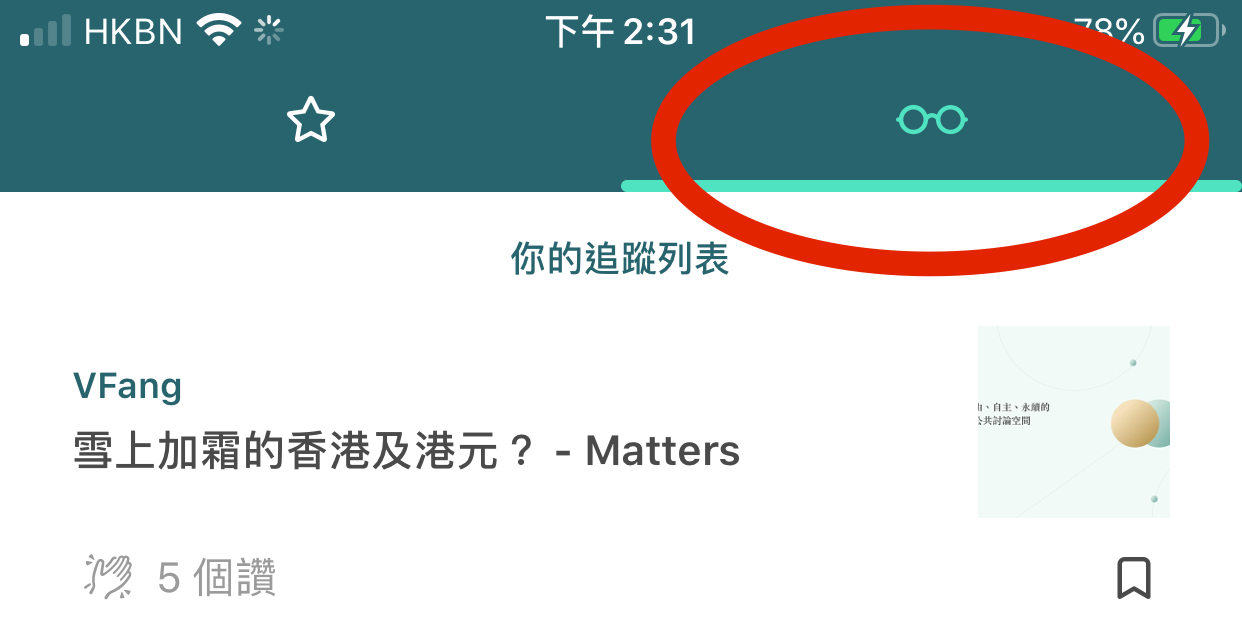 HKBN
下午 2:31
78%
你的追蹤列表
VFang
雪上加霜的香港及港元？ - Matters
、自主、永續的
公共討論空間
5 個讚